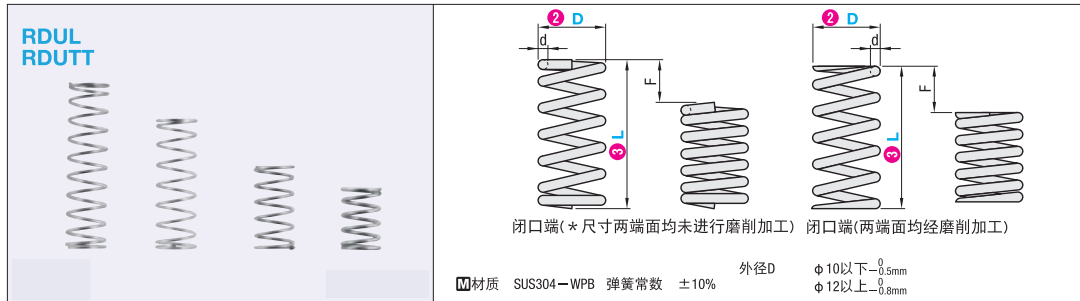 RDUL
RDUTT
2 D
d
F
3 L
闭口端(*尺寸两端面均未进行磨削加工)
2 D
d
F
3 L
闭口端(两端面均经磨削加工)
M材质 SUS304-WPB 弹簧常数 ±10%
外径D φ10以下 0 -0.5mm
φ12以上 0 -0.8mm